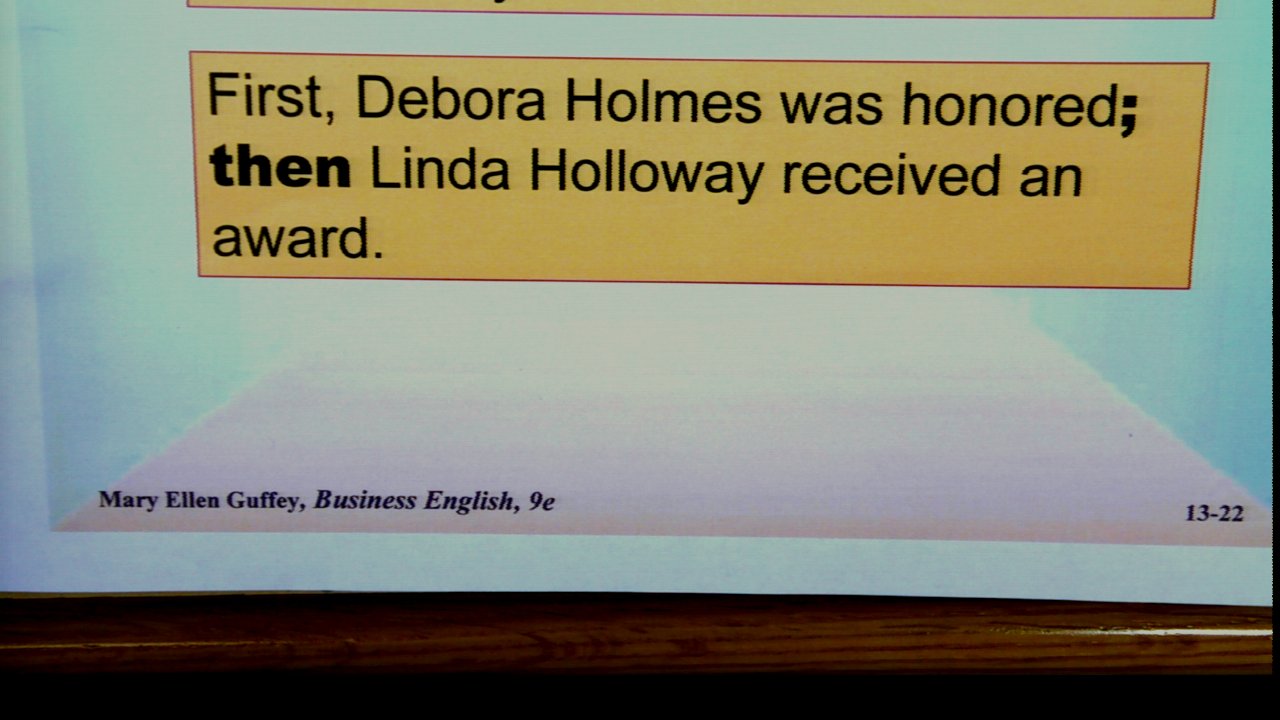 First, Debora Holmes was honored;
then Linda Holloway received an
award.
Mary Ellen Guffey, Business English, 9e
13-22